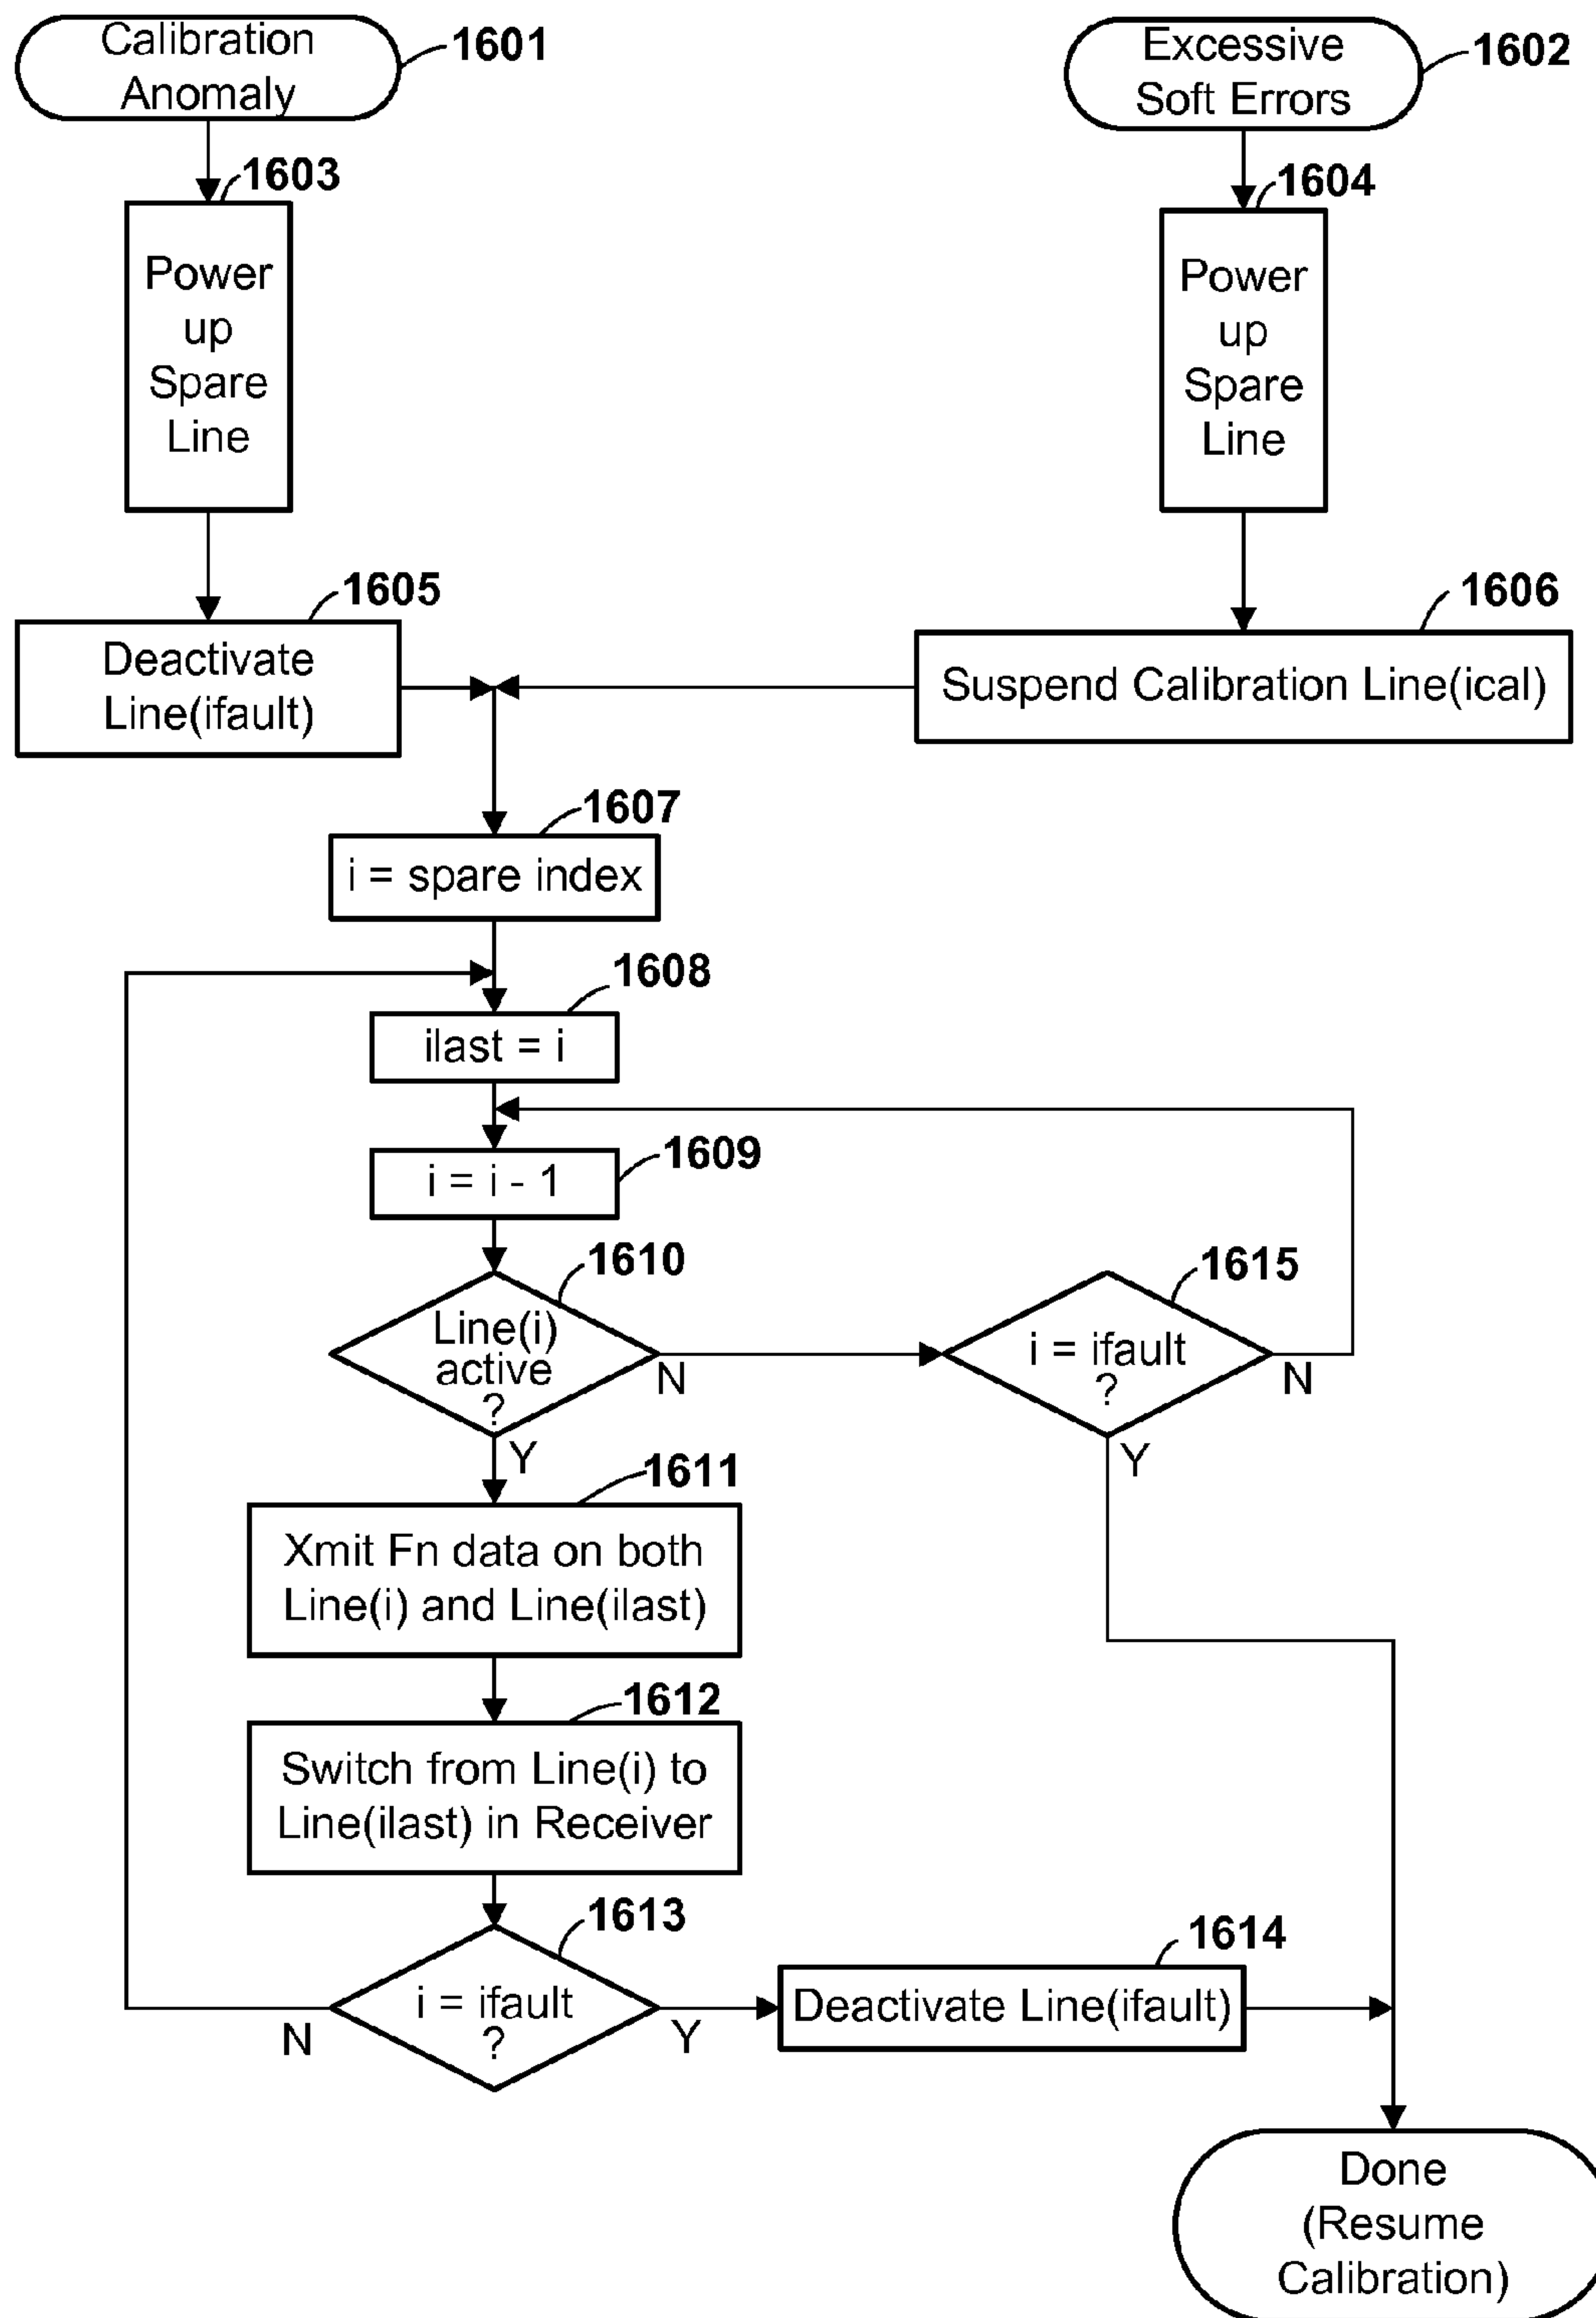 Calibration
Anomaly
1601
Excessive
Soft Errors
1602
1603
Power
up
Spare
Line
1604
Power
up
Spare
Line
1605
Deactivate
Line(ifault)
1606
Suspend Calibration Line(ical)
1607
i = spare index
1608
ilast = i
1609
i = i - 1
1610
Line(i)
active
?
N
Y
1615
i = ifault
?
N
Y
1611
Xmit Fn data on both
Line(i) and Line(ilast)
1612
Switch from Line(i) to
Line(ilast) in Receiver
1613
i = ifault
?
N
Y
1614
Deactivate Line(ifault)
Done
(Resume
Calibration)